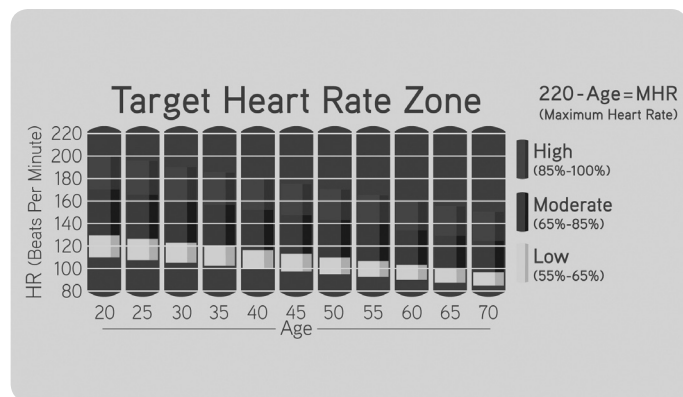 Target Heart Rate Zone
220-Age=MHR
(Maximum Heart Rate)
HR (Beats Per Minute)
220
200
180
160
140
120
100
80
20 25 30 35 40 45 50 55 60 65 70
Age
High
(85%-100%)
Moderate
(65%-85%)
Low
(55%-65%)